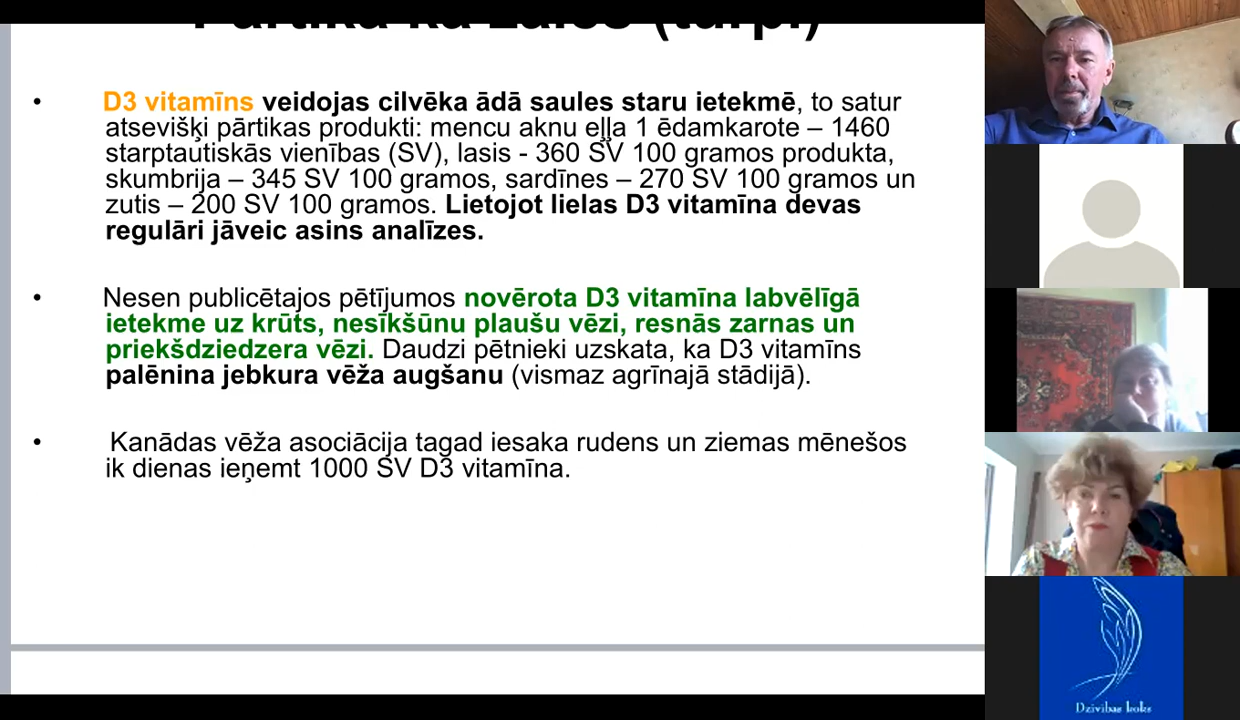 Pārtika kā zāles (turp.)
• D3 vitamīns veidojas cilvēka ādā saules staru ietekmē, to satur
atsevišķi pārtikas produkti: mencu aknu eļļa 1 ēdamkarote – 1460
starptautiskās vienības (SV), lasis - 360 SV 100 gramos produkta,
skumbrija – 345 SV 100 gramos, sardīnes – 270 SV 100 gramos un
zutis – 200 SV 100 gramos. Lietojot lielas D3 vitamīna devas
regulāri jāveic asins analīzes.
• Nesen publicētajos pētījumos novērota D3 vitamīna labvēlīgā
ietekme uz krūts, nesīkšūnu plaušu vēzi, resnās zarnas un
priekšdziedzera vēzi. Daudzi pētnieki uzskata, ka D3 vitamīns
palēnina jebkura vēža augšanu (vismaz agrīnajā stādijā).
• Kanādas vēža asociācija tagad iesaka rudens un ziemas mēnešos
ik dienas ieņemt 1000 SV D3 vitamīna.
Dzīvības koks